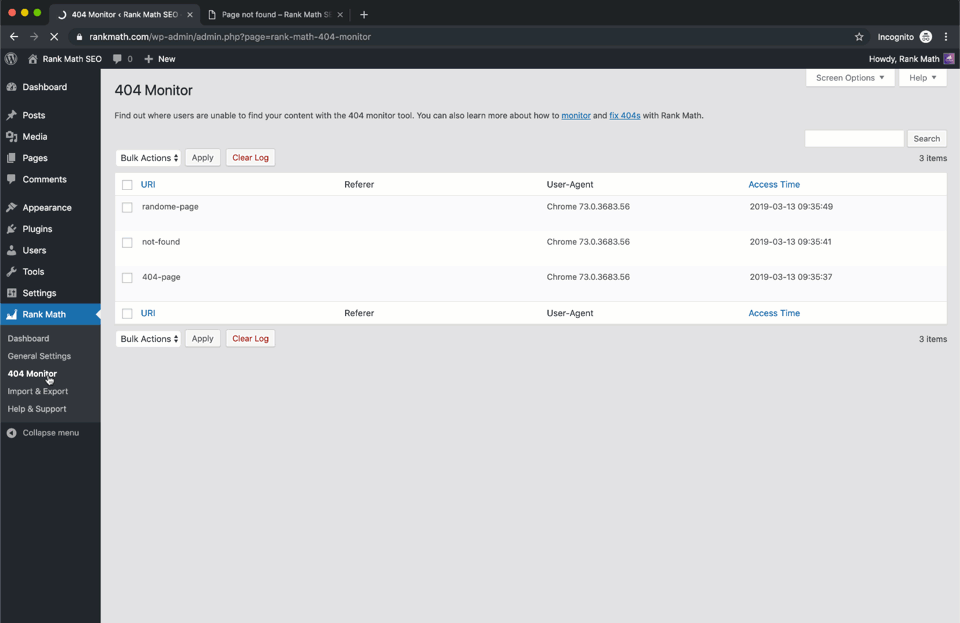 404 Monitor ‹ Rank Math SEO
Page not found – Rank Math SE
rankmath.com/wp-admin/admin.php?page=rank-math-404-monitor
Incognito
Rank Math SEO 0 New
Howdy, Rank Math
Screen Options
Help
Dashboard
Posts
Media
Pages
Comments
Appearance
Plugins
Users
Tools
Settings
Rank Math
Dashboard
General Settings
404 Monitor
Import & Export
Help & Support
Collapse menu
404 Monitor
Find out where users are unable to find your content with the 404 monitor tool. You can also learn more about how to monitor and fix 404s with Rank Math.
Search
Bulk Actions Apply Clear Log
3 items
URI Referer User-Agent Access Time
randome-page Chrome 73.0.3683.56 2019-03-13 09:35:49
not-found Chrome 73.0.3683.56 2019-03-13 09:35:41
404-page Chrome 73.0.3683.56 2019-03-13 09:35:37
URI Referer User-Agent Access Time
Bulk Actions Apply Clear Log
3 items